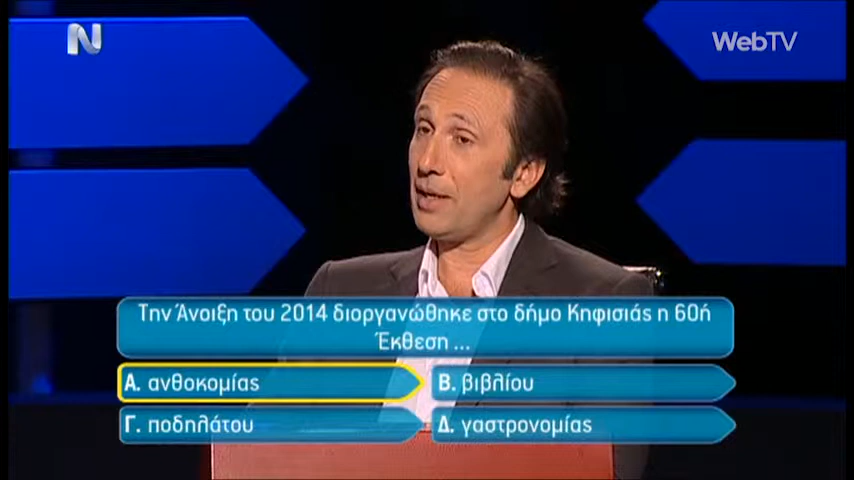 N
WebTV
Την Άνοιξη του 2014 διοργανώθηκε στο δήμο Κηφισιάς η 60ή
Έκθεση ...
Α. ανθοκομίας
Β. βιβλίου
Γ. ποδηλάτου
Δ. γαστρονομίας